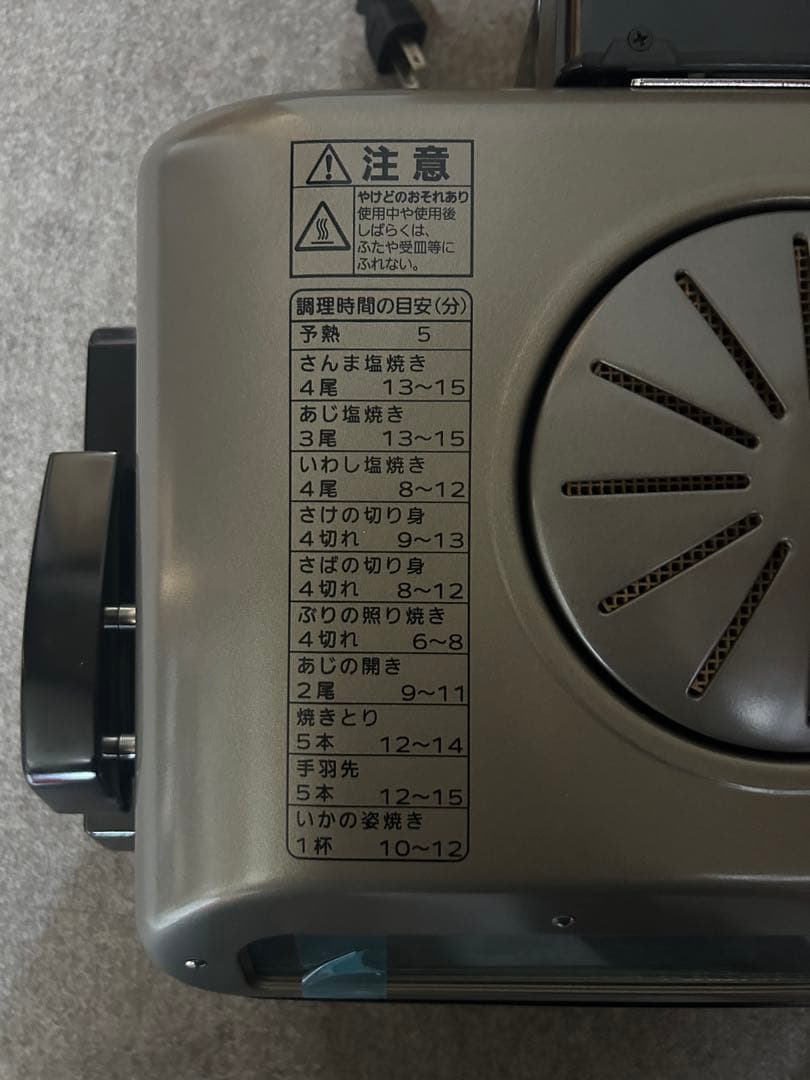 注意
やけどのおそれあり
使用中や使用後
しばらくは、
ふたや受皿等に
ふれない。
調理時間の目安(分)
予熱 5
さんま塩焼き
4尾 13〜15
あじ塩焼き
3尾 13〜15
いわし塩焼き
4尾 8〜12
さけの切り身
4切れ 9〜13
さばの切り身
4切れ 8〜12
ぶりの照り焼き
4切れ 6〜8
あじの開き
2尾 9〜11
焼きとり
5本 12〜14
手羽先
5本 12〜15
いかの姿焼き
1杯 10〜12